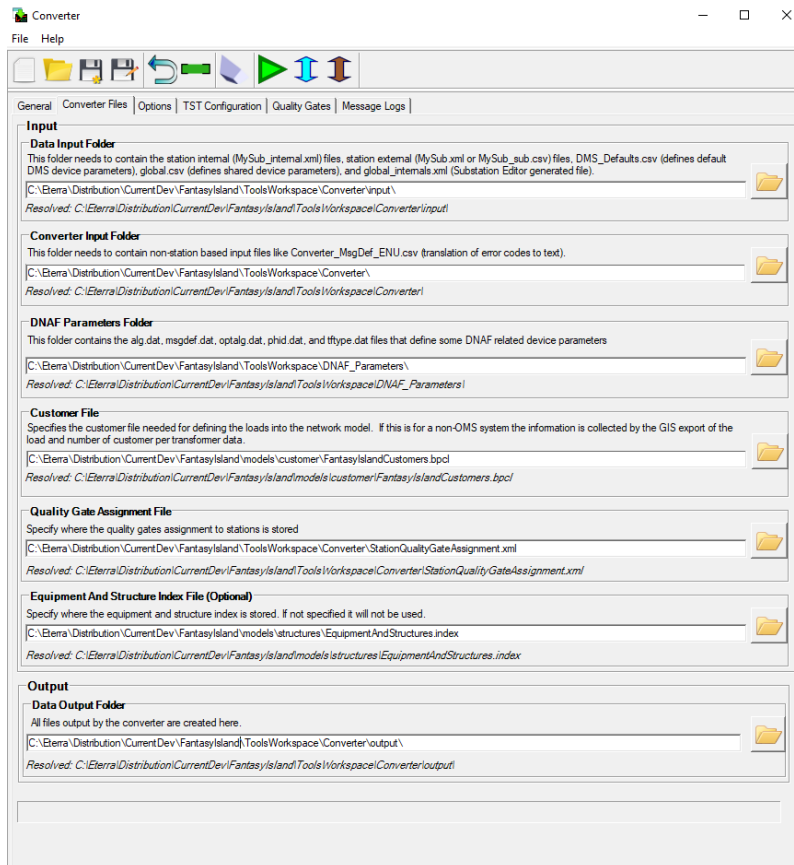 Converter
File Help
General Converter Files Options TST Configuration Quality Gates Message Logs
Input
Data Input Folder
This folder needs to contain the station internal (MySub_internal.xml) files, station external (MySub.xml or MySub_sub.csv) files, DMS_Defaults.csv (defines default
DMS device parameters), global.csv (defines shared device parameters), and global_internals.xml (Substation Editor generated file).
C:\Eterra\Distribution\CurrentDev\FantasyIsland\ToolsWorkspace\Converter\input\
Resolved: C:\Eterra\Distribution\CurrentDev\FantasyIsland\ToolsWorkspace\Converter\input\
Converter Input Folder
This folder needs to contain non-station based input files like Converter_MsgDef_ENU.csv (translation of error codes to text).
C:\Eterra\Distribution\CurrentDev\FantasyIsland\ToolsWorkspace\Converter\
Resolved: C:\Eterra\Distribution\CurrentDev\FantasyIsland\ToolsWorkspace\Converter\
DNAF Parameters Folder
This folder contains the alg.dat, msgdef.dat, optalg.dat, phid.dat, and tftype.dat files that define some DNAF related device parameters
C:\Eterra\Distribution\CurrentDev\FantasyIsland\ToolsWorkspace\DNAF_Parameters\
Resolved: C:\Eterra\Distribution\CurrentDev\FantasyIsland\ToolsWorkspace\DNAF_Parameters\
Customer File
Specifies the customer file needed for defining the loads into the network model. If this is for a non-OMS system the information is collected by the GIS export of the
load and number of customer per transformer data.
C:\Eterra\Distribution\CurrentDev\FantasyIsland\models\customer\FantasyIslandCustomers.bpcl
Resolved: C:\Eterra\Distribution\CurrentDev\FantasyIsland\models\customer\FantasyIslandCustomers.bpcl
Quality Gate Assignment File
Specify where the quality gates assignment to stations is stored
C:\Eterra\Distribution\CurrentDev\FantasyIsland\ToolsWorkspace\Converter\StationQualityGateAssignment.xml
Resolved: C:\Eterra\Distribution\CurrentDev\FantasyIsland\ToolsWorkspace\Converter\StationQualityGateAssignment.xml
Equipment And Structure Index File (Optional)
Specify where the equipment and structure index is stored. If not specified it will not be used.
C:\Eterra\Distribution\CurrentDev\FantasyIsland\models\structures\EquipmentAndStructures.index
Resolved: C:\Eterra\Distribution\CurrentDev\FantasyIsland\models\structures\EquipmentAndStructures.index
Output
Data Output Folder
All files output by the converter are created here.
C:\Eterra\Distribution\CurrentDev\FantasyIsland\ToolsWorkspace\Converter\output\
Resolved: C:\Eterra\Distribution\CurrentDev\FantasyIsland\ToolsWorkspace\Converter\output\